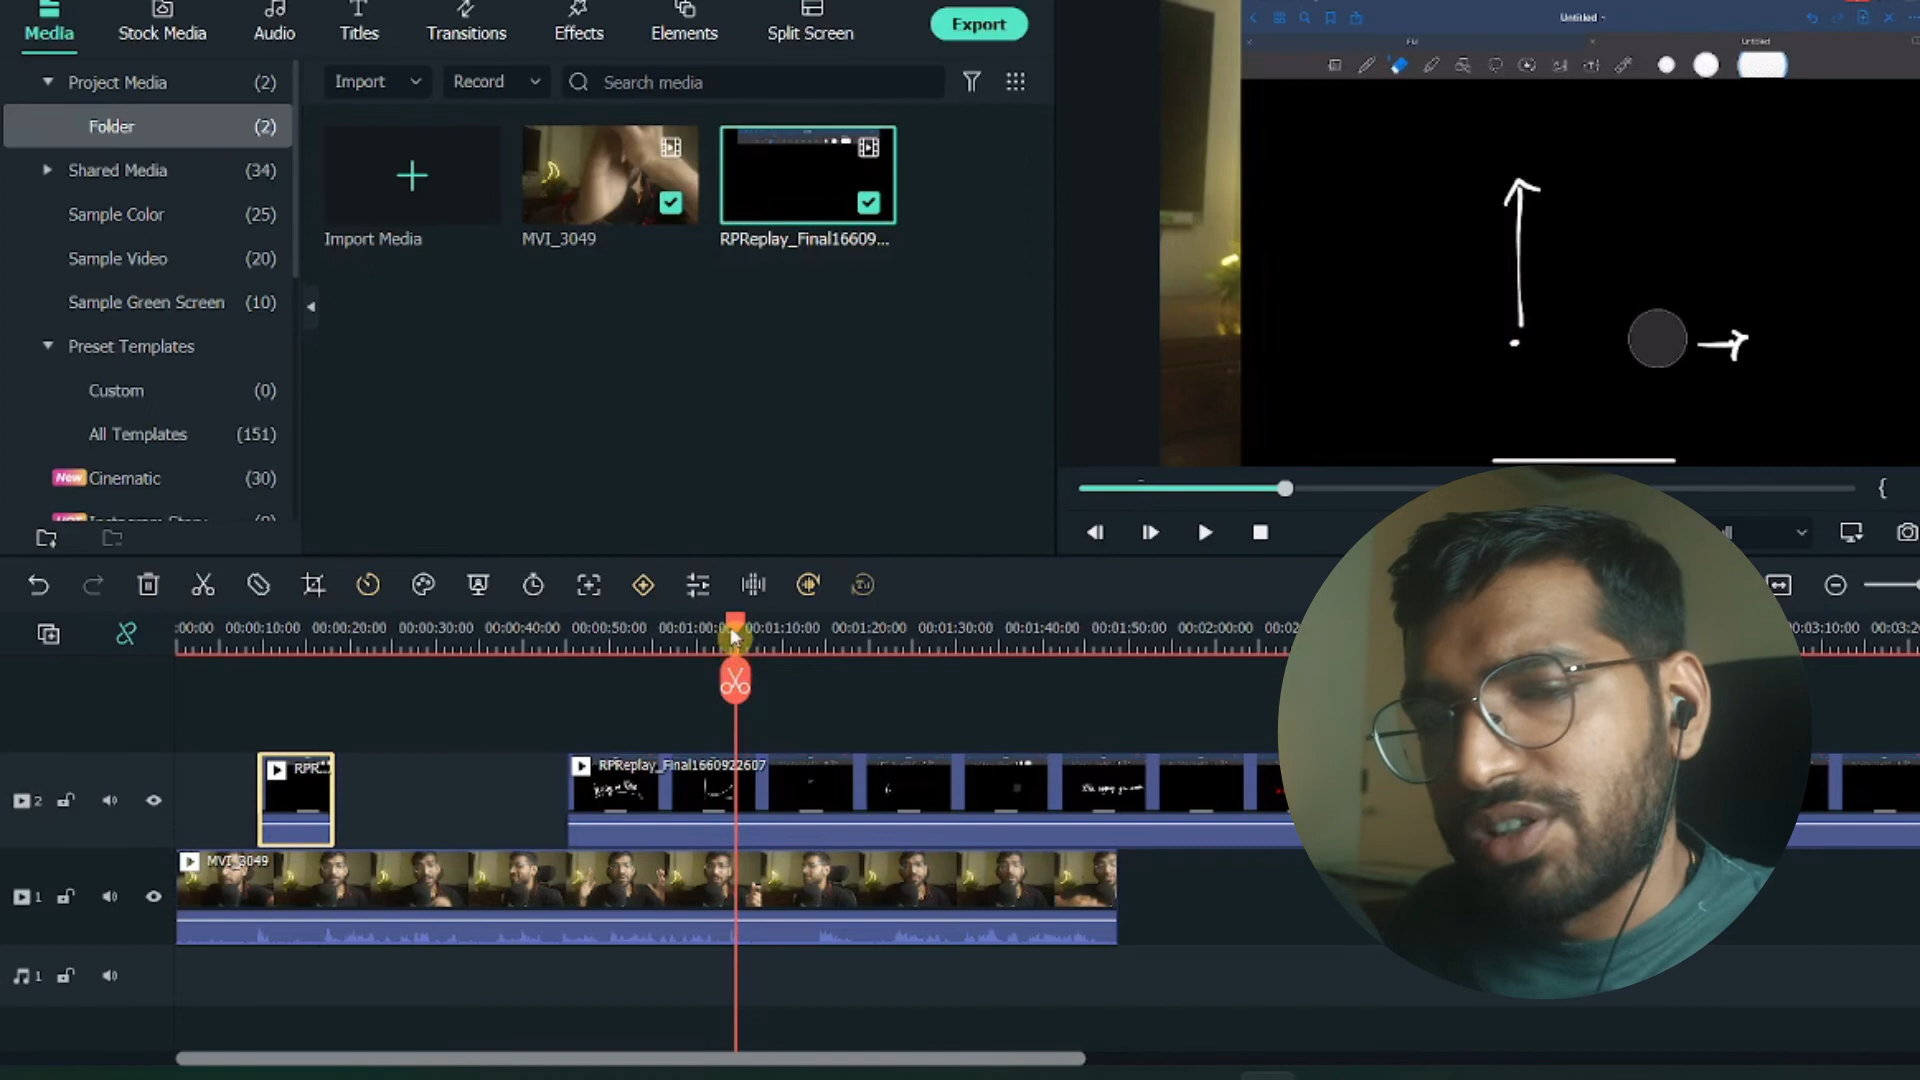 Media
Stock Media
Audio
Titles
Transitions
Effects
Elements
Split Screen
Export
Untitled
Untitled
Project Media (2)
Import
Record
Search media
Folder (2)
Shared Media (34)
Sample Color (25)
Sample Video (20)
Sample Green Screen (10)
Import Media
MVI_3049
RPReplay_Final16609...
Preset Templates
Custom (0)
All Templates (151)
New Cinematic (30)
:00:00 00:00:10:00 00:00:20:00 00:00:30:00 00:00:40:00 00:00:50:00 00:01:00: 00:01:10:00 00:01:20:00 00:01:30:00 00:01:40:00 00:01:50:00 00:02:00:00 :03:10:00
2
RPR...
RPReplay_Final1660922607
1
MVI_3049
1